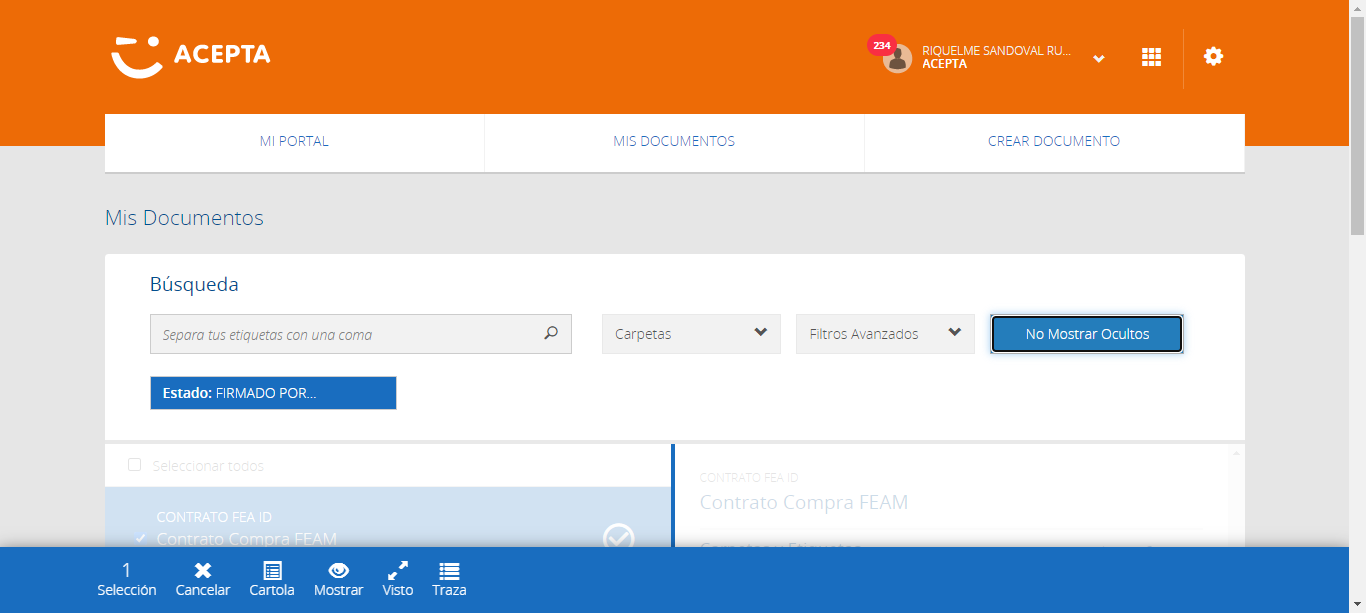 ACEPTA
234
RIQUELME SANDOVAL RU...
ACEPTA
MI PORTAL
MIS DOCUMENTOS
CREAR DOCUMENTO
Mis Documentos
Búsqueda
Separa tus etiquetas con una coma
Carpetas
Filtros Avanzados
No Mostrar Ocultos
Estado: FIRMADO POR...
Seleccionar todos
CONTRATO FEA ID
Contrato Compra FEAM
CONTRATO FEA ID
Contrato Compra FEAM
Carpetas y Etiquetas
1
Selección
Cancelar
Cartola
Mostrar
Visto
Traza